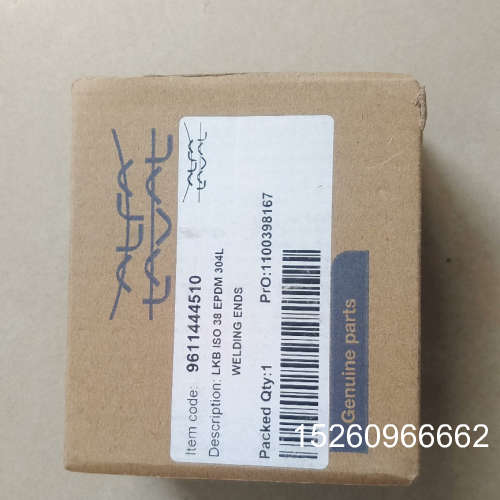 ALFA
LAVAL
ALFA
LAVAL
Item code: 9611444510
Description: LKB ISO 38 EPDM 304L
WELDING ENDS
Packed Qty:1
PrO:1100398167
Genuine parts
15260966662